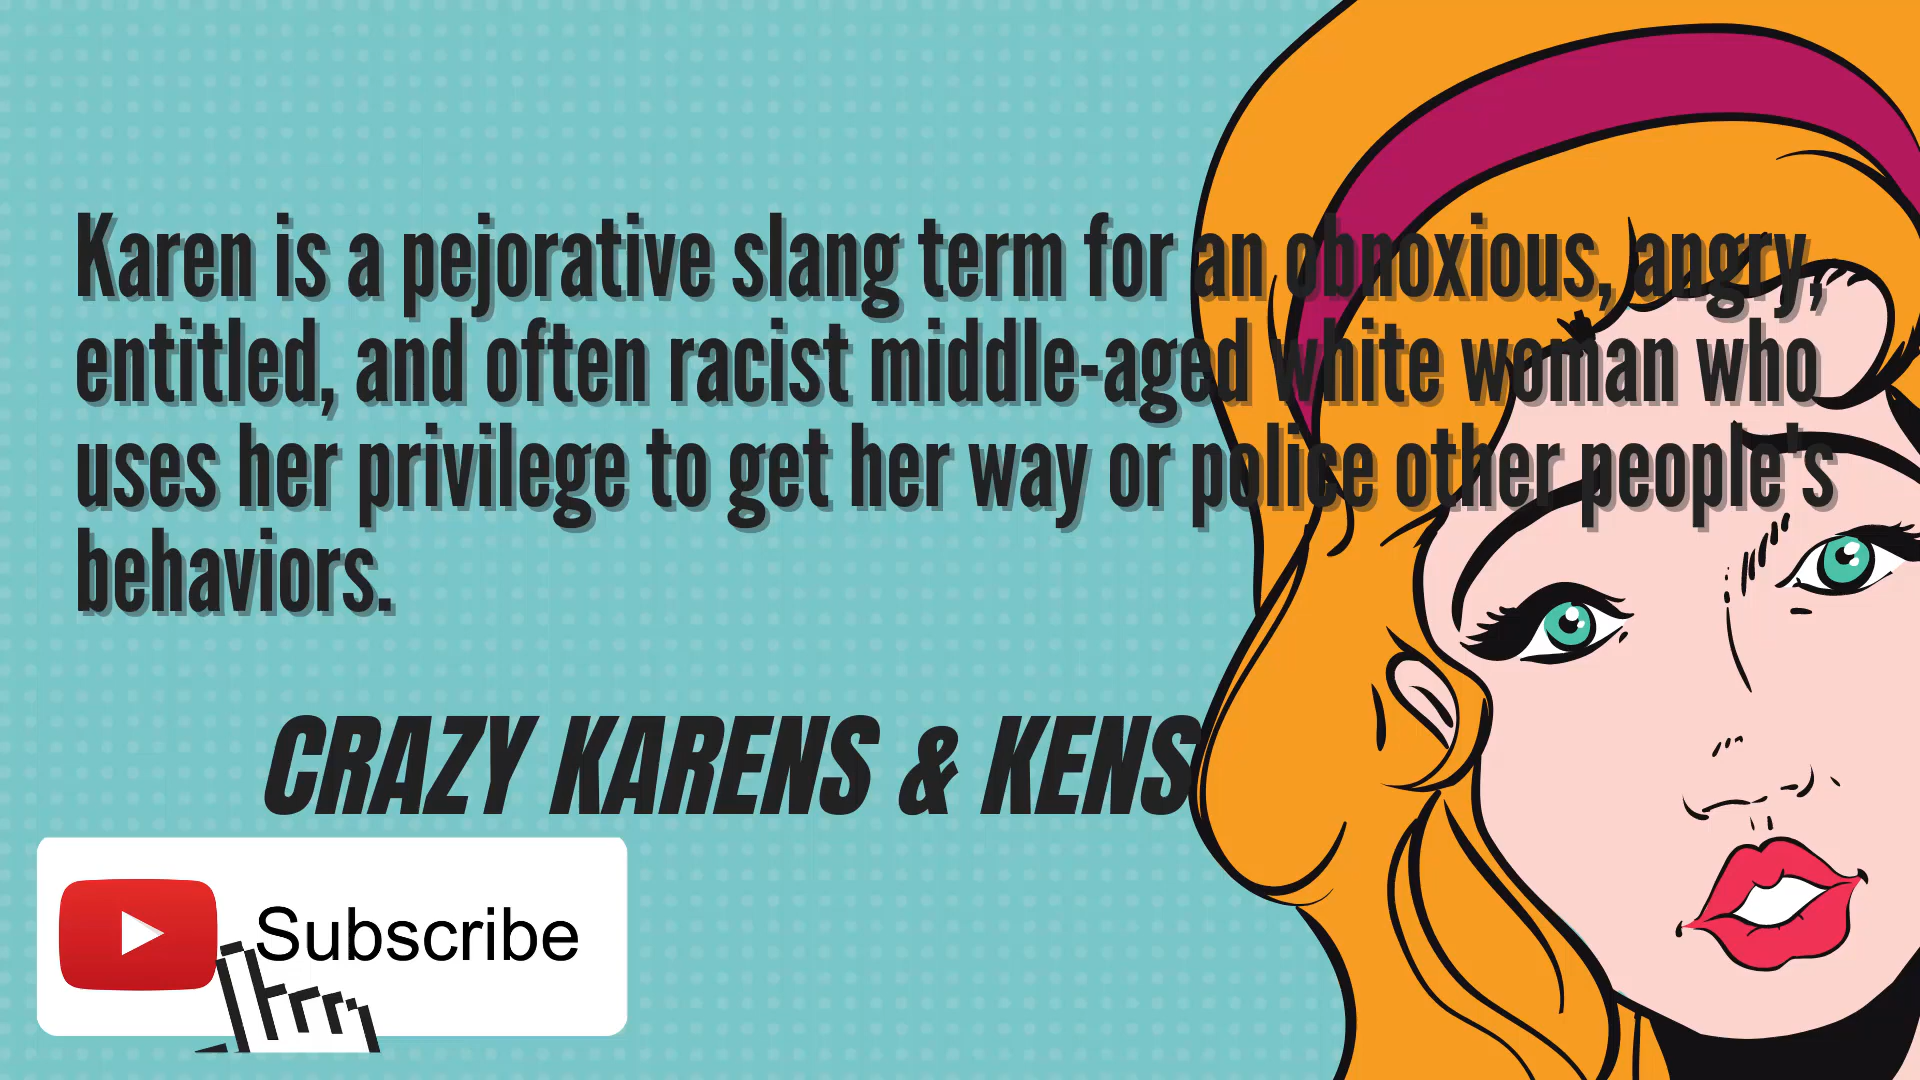 Karen is a pejorative slang term for an obnoxious, angry,
entitled, and often racist middle-aged white woman who
uses her privilege to get her way or police other people's
behaviors.
CRAZY KARENS & KENS
Subscribe